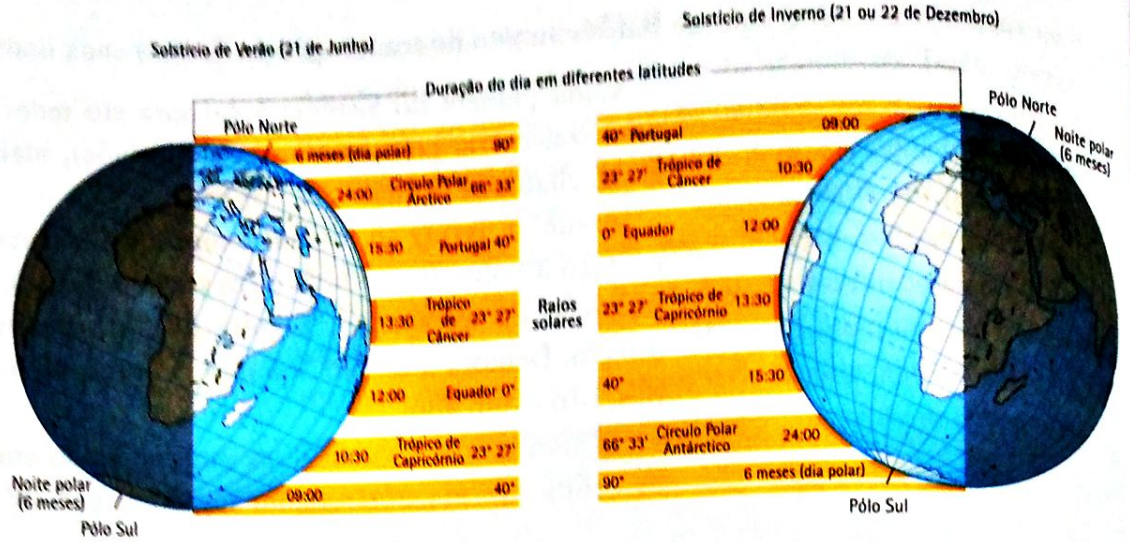 Solstício de Inverno (21 ou 22 de Dezembro)
Solstício de Verão (21 de Junho)
Duração do dia em diferentes latitudes
Pólo Norte
6 meses (dia polar) 90°
24:00 Círculo Polar Árctico 66° 33'
15:30 Portugal 40°
13:30 Trópico de Câncer 23° 27'
12:00 Equador 0°
10:30 Trópico de Capricórnio 23° 27'
09:00 40°
Noite polar
(6 meses)
Pólo Sul
Raios
solares
40° Portugal 09:00
23° 27' Trópico de Câncer 10:30
0° Equador 12:00
23° 27' Trópico de Capricórnio 13:30
40° 15:30
66° 33' Círculo Polar Antárctico 24:00
90° 6 meses (dia polar)
Pólo Norte
Noite polar
(6 meses)
Pólo Sul